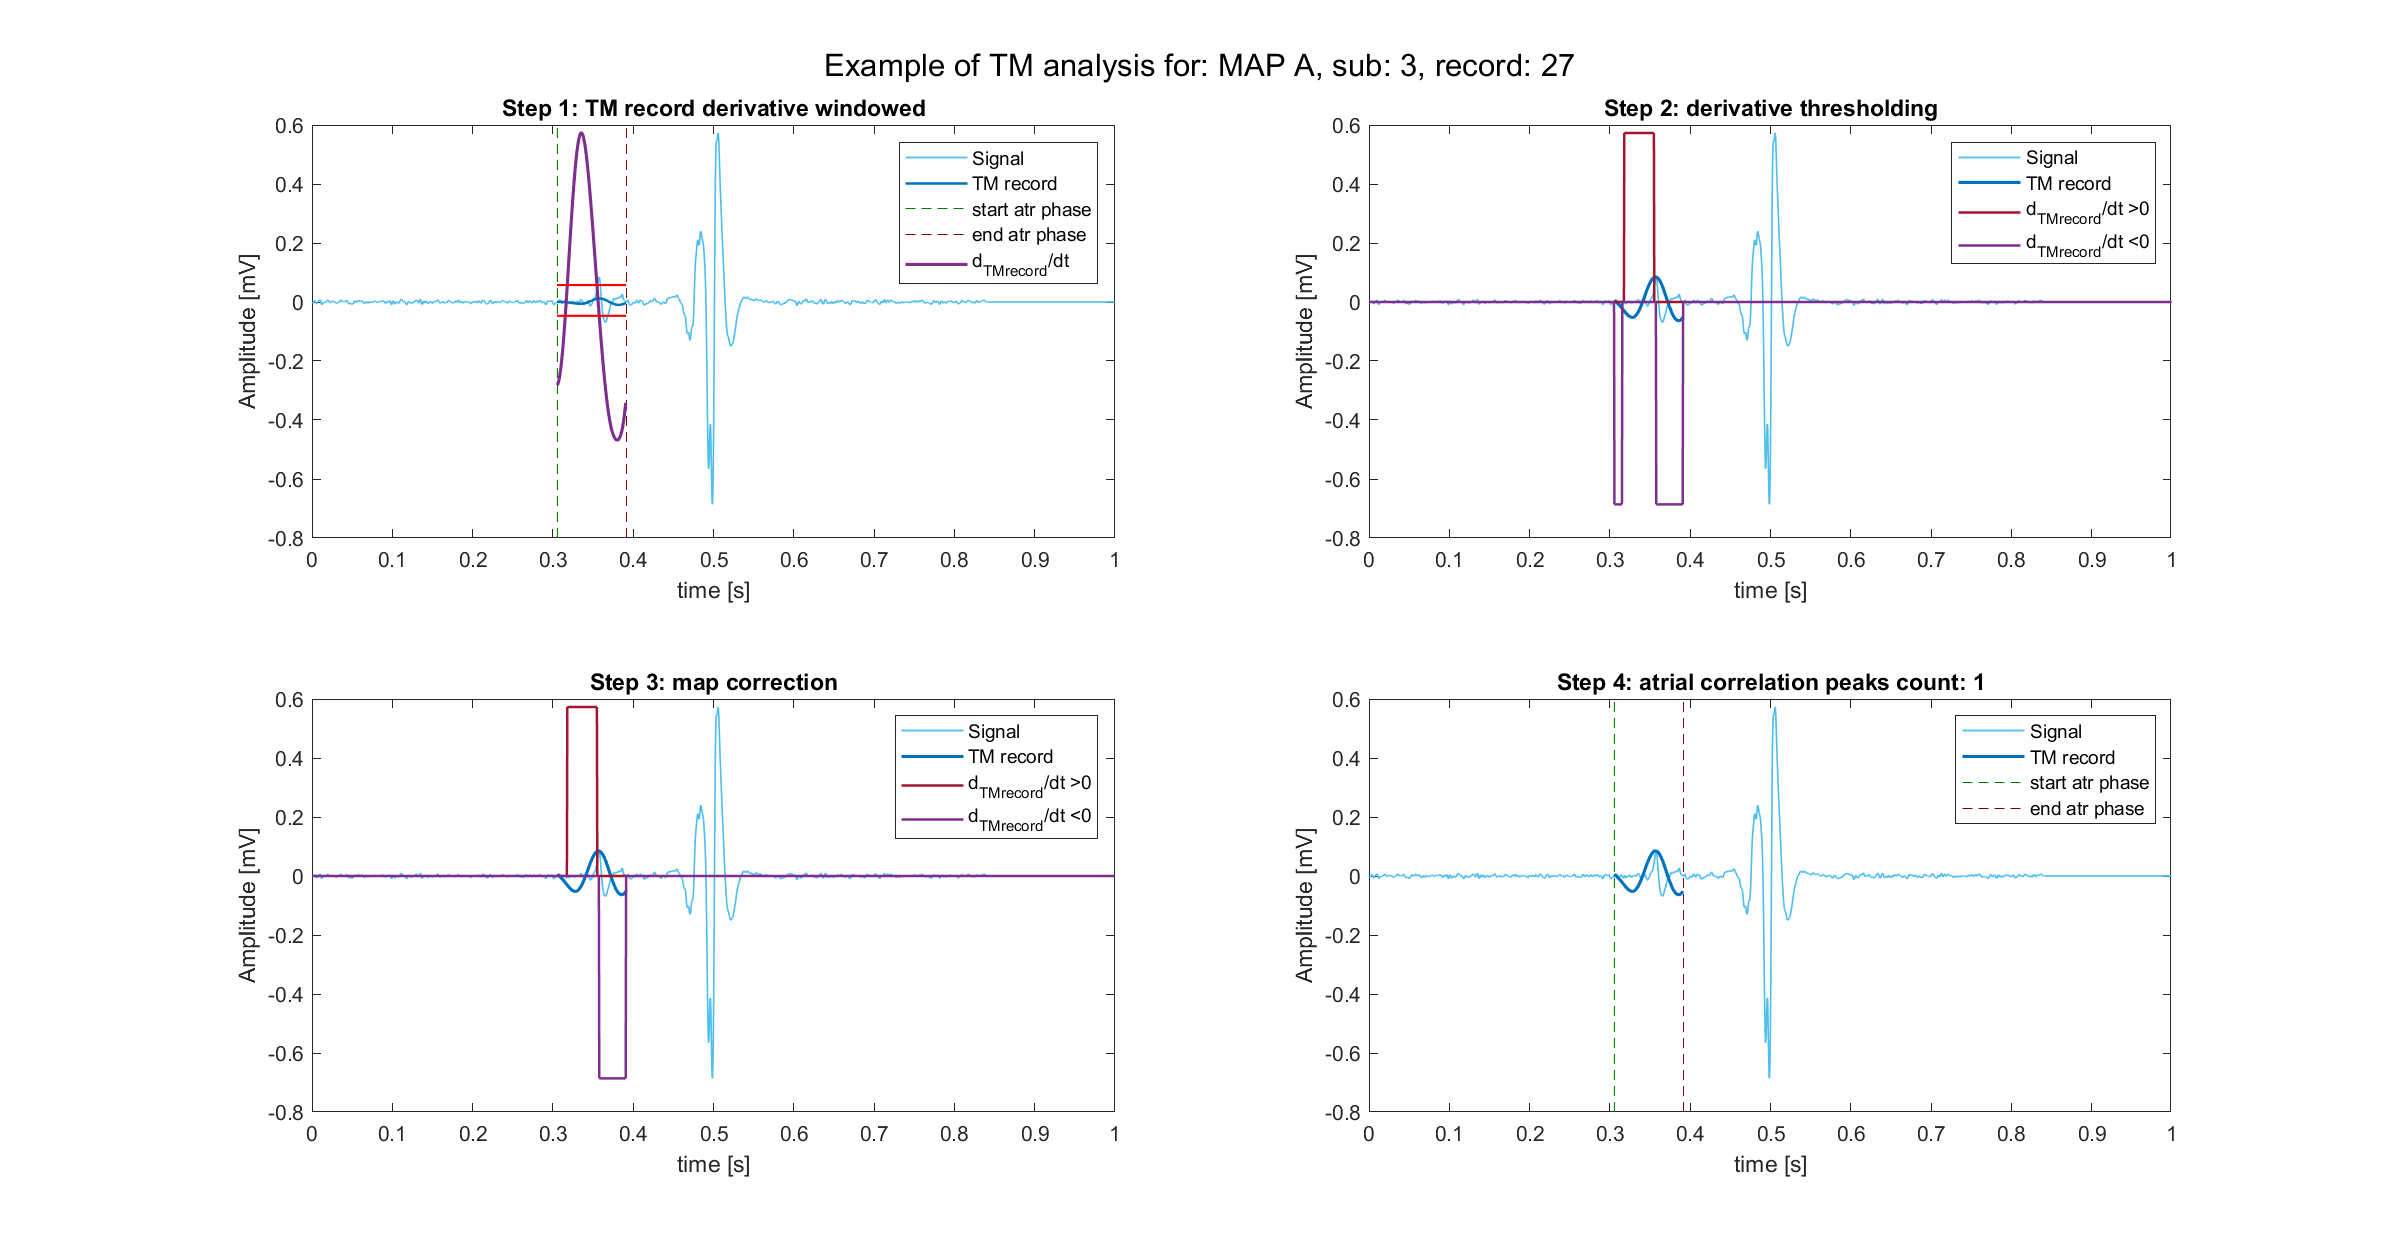 Example of TM analysis for: MAP A, sub: 3, record: 27
Step 1: TM record derivative windowed
0.6
0.4
0.2
0
-0.2
-0.4
-0.6
-0.8
Amplitude [mV]
0 0.1 0.2 0.3 0.4 0.5 0.6 0.7 0.8 0.9 1
time [s]
Signal
TM record
start atr phase
end atr phase
dTMrecord/dt
Step 2: derivative thresholding
0.6
0.4
0.2
0
-0.2
-0.4
-0.6
-0.8
Amplitude [mV]
0 0.1 0.2 0.3 0.4 0.5 0.6 0.7 0.8 0.9 1
time [s]
Signal
TM record
dTMrecord/dt >0
dTMrecord/dt <0
Step 3: map correction
0.6
0.4
0.2
0
-0.2
-0.4
-0.6
-0.8
Amplitude [mV]
0 0.1 0.2 0.3 0.4 0.5 0.6 0.7 0.8 0.9 1
time [s]
Signal
TM record
dTMrecord/dt >0
dTMrecord/dt <0
Step 4: atrial correlation peaks count: 1
0.6
0.4
0.2
0
-0.2
-0.4
-0.6
-0.8
Amplitude [mV]
0 0.1 0.2 0.3 0.4 0.5 0.6 0.7 0.8 0.9 1
time [s]
Signal
TM record
start atr phase
end atr phase